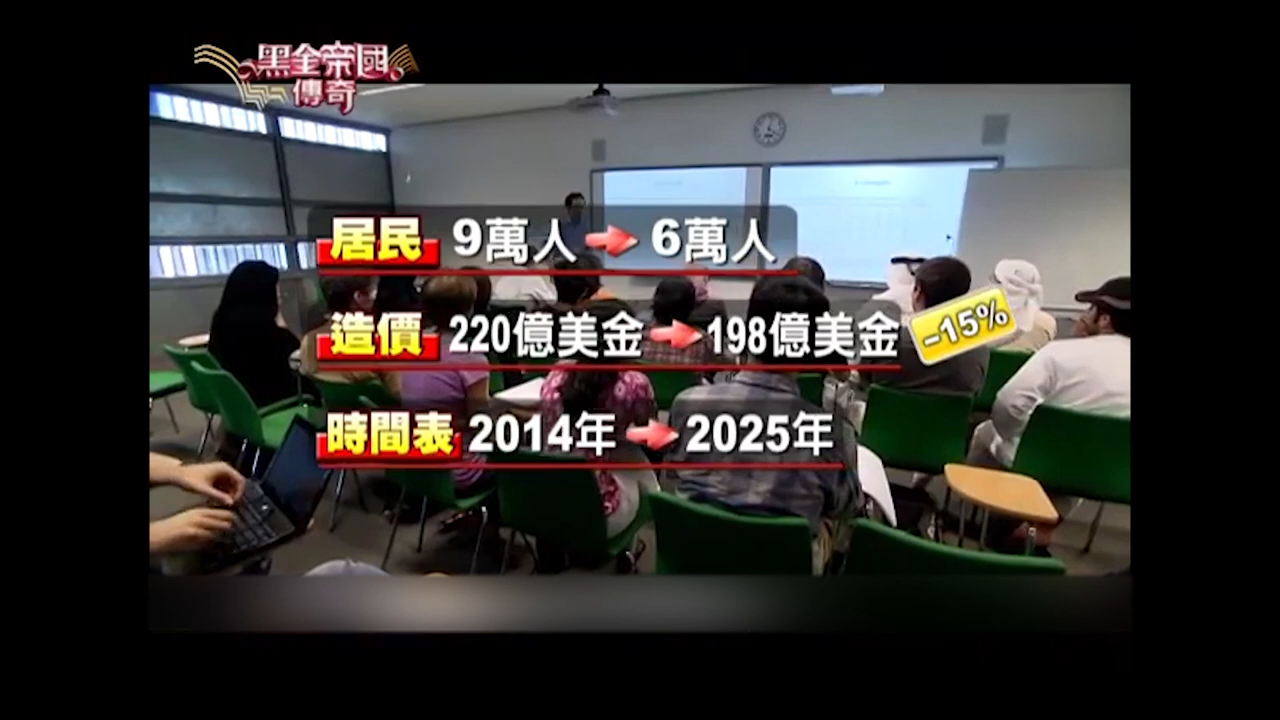 黑金帝國
傳奇
居民 9萬人 6萬人
造價 220億美金 198億美金 -15%
時間表 2014年 2025年